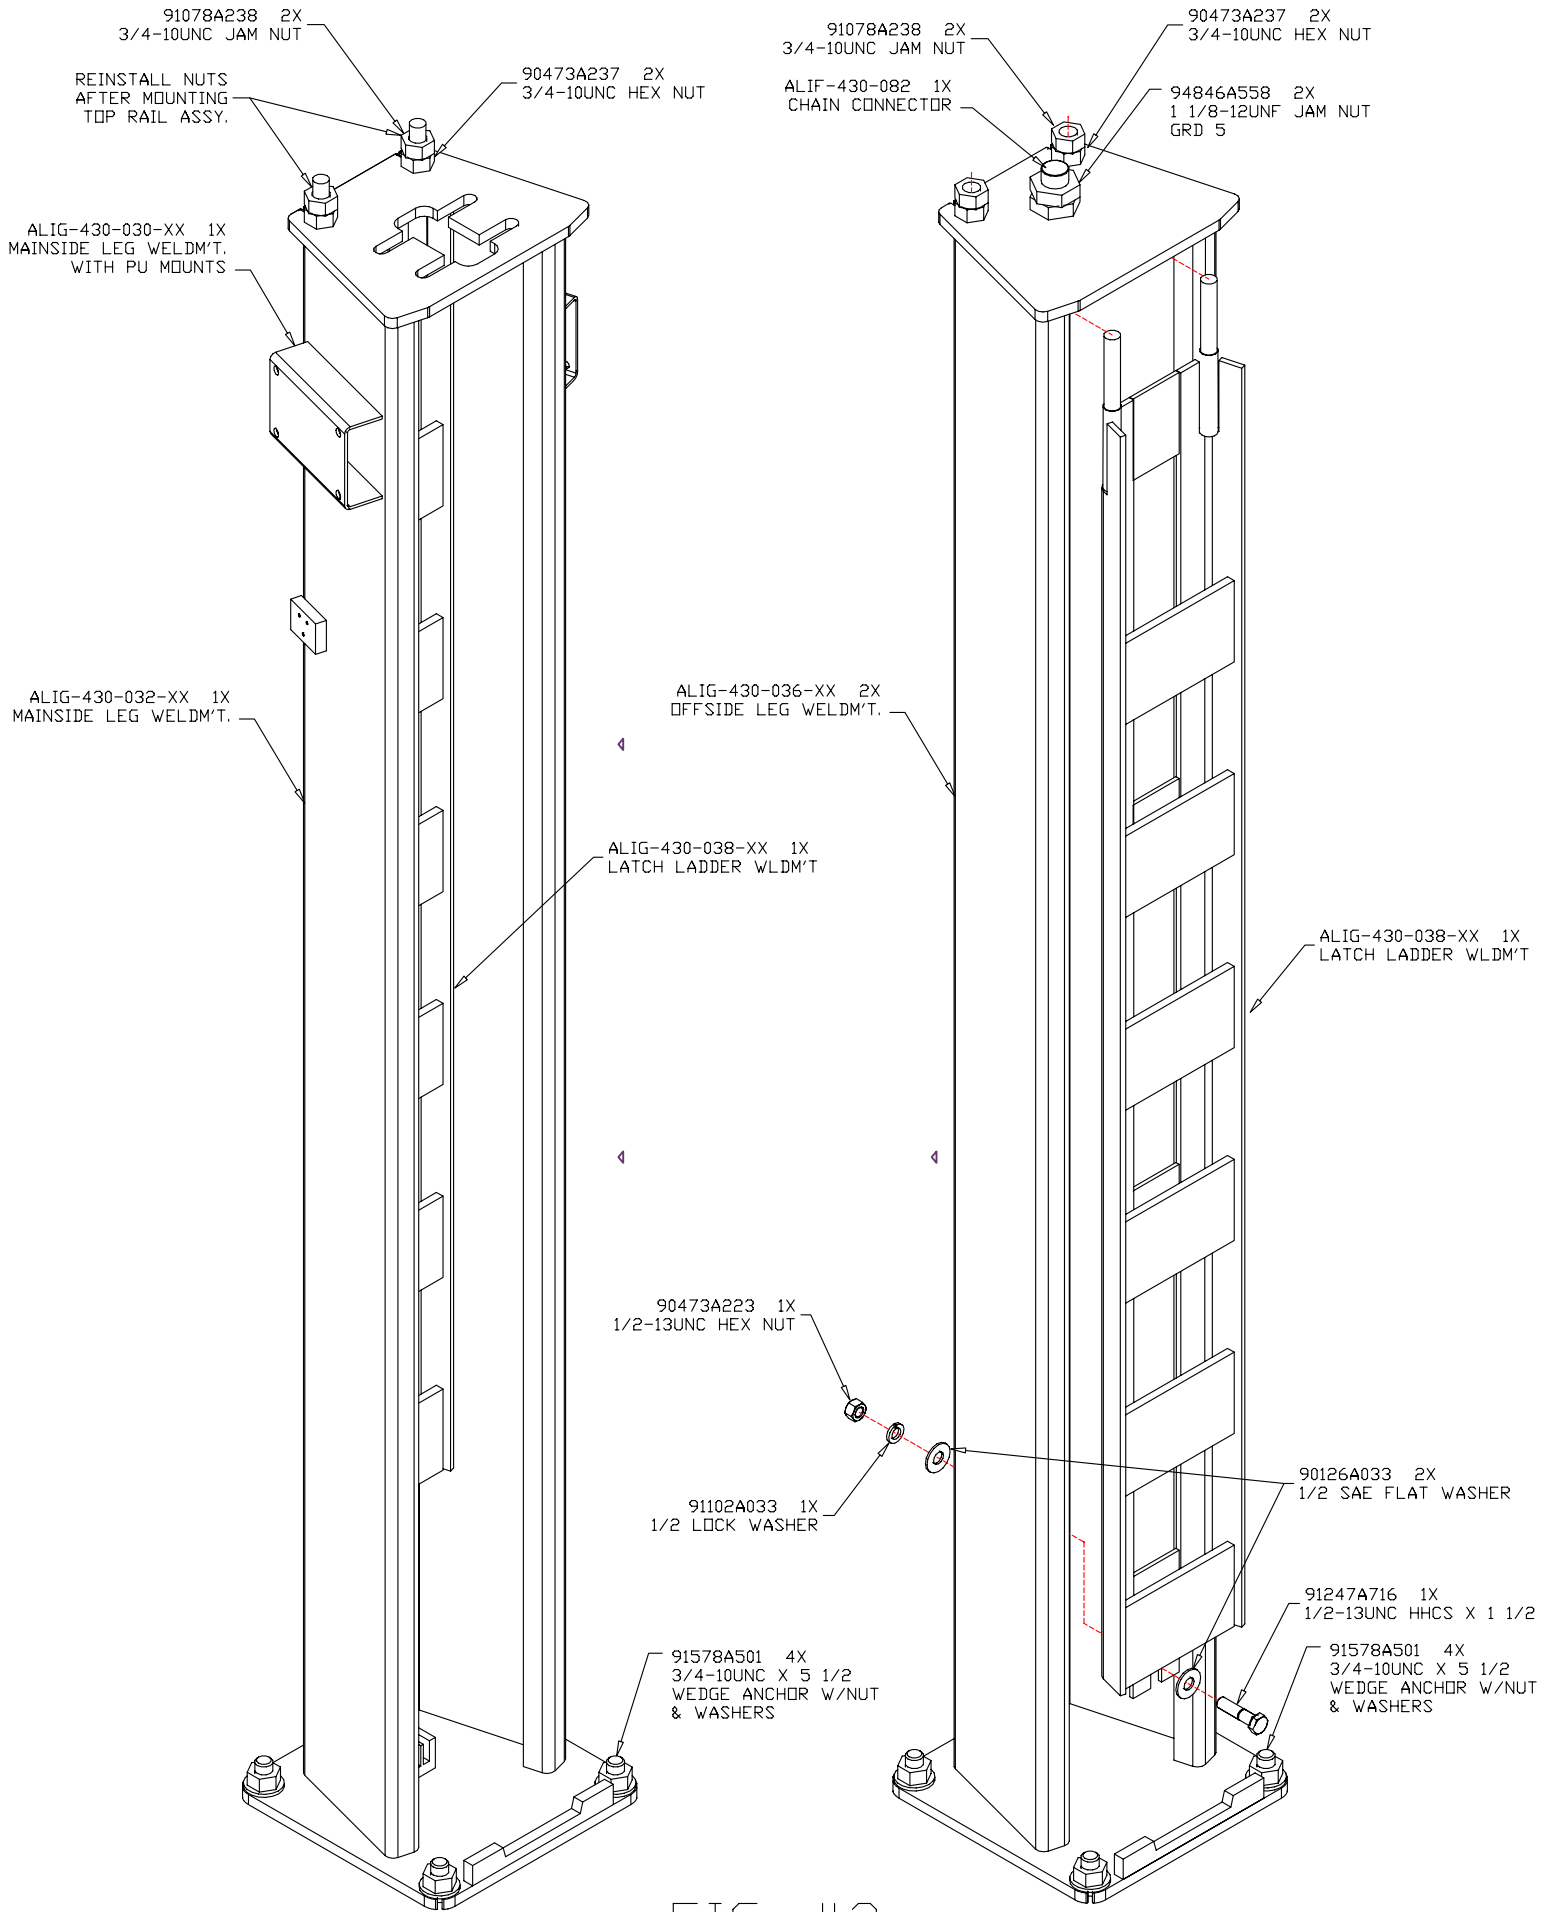 91078A238 2X
3/4-10UNC JAM NUT
REINSTALL NUTS
AFTER MOUNTING
TOP RAIL ASSY.
90473A237 2X
3/4-10UNC HEX NUT
ALIG-430-030-XX 1X
MAINSIDE LEG WELDM'T.
WITH PU MOUNTS
ALIG-430-032-XX 1X
MAINSIDE LEG WELDM'T.
ALIG-430-038-XX 1X
LATCH LADDER WLDM'T
91578A501 4X
3/4-10UNC X 5 1/2
WEDGE ANCHOR W/NUT
& WASHERS
91078A238 2X
3/4-10UNC JAM NUT
ALIF-430-082 1X
CHAIN CONNECTOR
90473A237 2X
3/4-10UNC HEX NUT
94846A558 2X
1 1/8-12UNF JAM NUT
GRD 5
ALIG-430-036-XX 2X
OFFSIDE LEG WELDM'T.
ALIG-430-038-XX 1X
LATCH LADDER WLDM'T
90473A223 1X
1/2-13UNC HEX NUT
91102A033 1X
1/2 LOCK WASHER
90126A033 2X
1/2 SAE FLAT WASHER
91247A716 1X
1/2-13UNC HHCS X 1 1/2
91578A501 4X
3/4-10UNC X 5 1/2
WEDGE ANCHOR W/NUT
& WASHERS